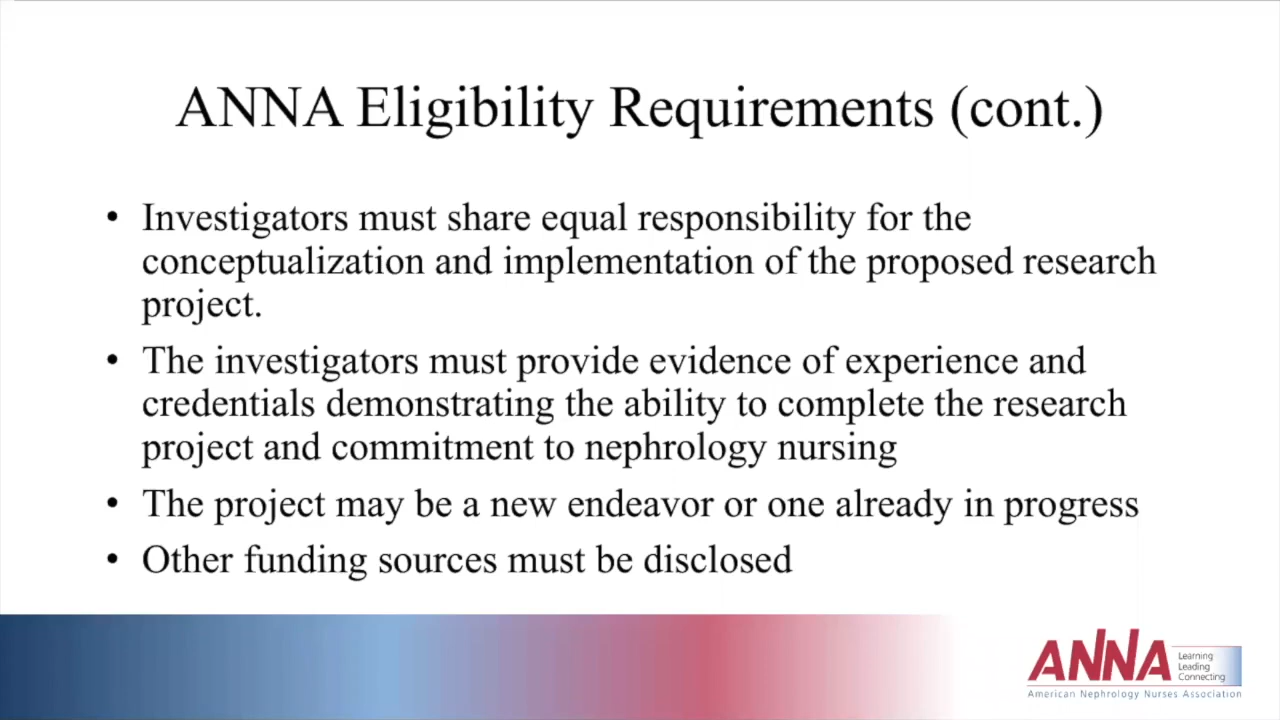 ANNA Eligibility Requirements (cont.)
• Investigators must share equal responsibility for the
conceptualization and implementation of the proposed research
project.
• The investigators must provide evidence of experience and
credentials demonstrating the ability to complete the research
project and commitment to nephrology nursing
• The project may be a new endeavor or one already in progress
• Other funding sources must be disclosed
ANNA
Learning
Leading
Connecting
American Nephrology Nurses Association